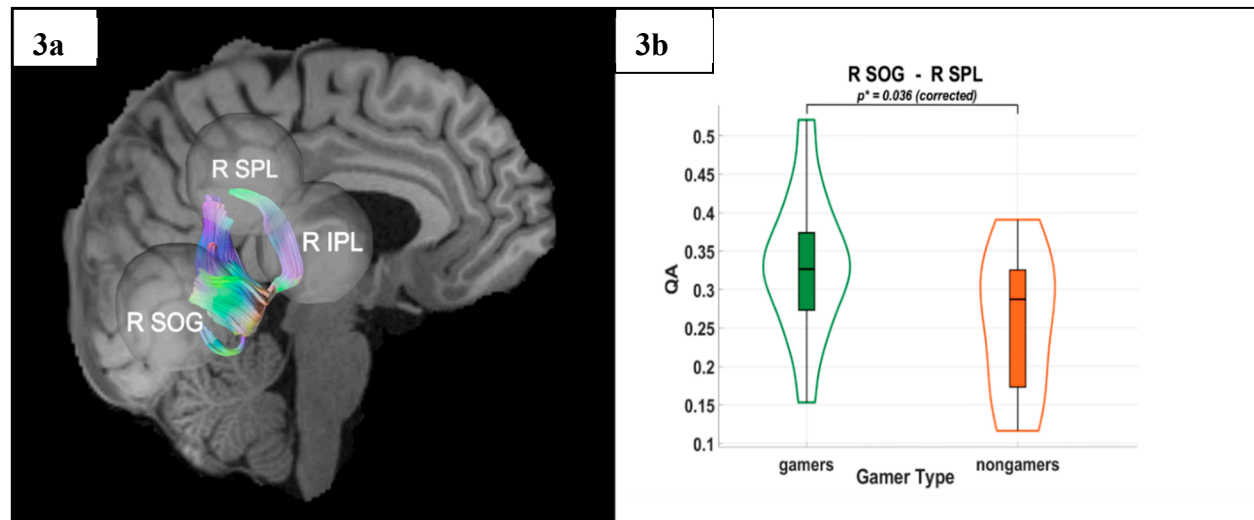 3a
R SPL
R IPL
R SOG
3b
R SOG - R SPL
p* = 0.036 (corrected)
0.5
0.45
0.4
0.35
0.3
0.25
0.2
0.15
0.1
QA
gamers
nongamers
Gamer Type